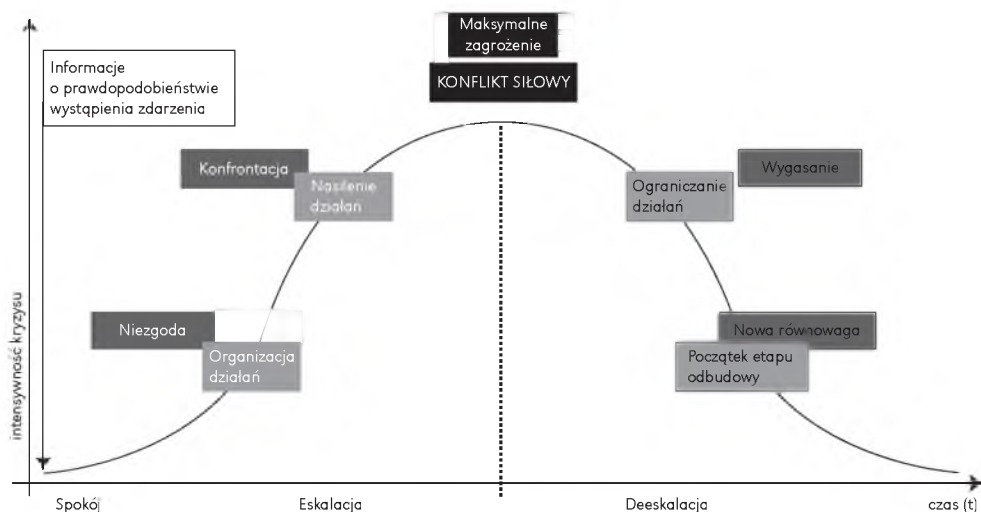 Maksymalne
zagrożenie
KONFLIKT SIŁOWY
Informacje
o prawdopodobieństwie
wystąpienia zdarzenia
Konfrontacja
Nasilenie
działań
Ograniczanie
działań
Wygasanie
Niezgoda
Organizacja
działań
Nowa równowaga
Początek etapu
odbudowy
intensywność kryzysu
Spokój
Eskalacja
Deeskalacja
czas (t)